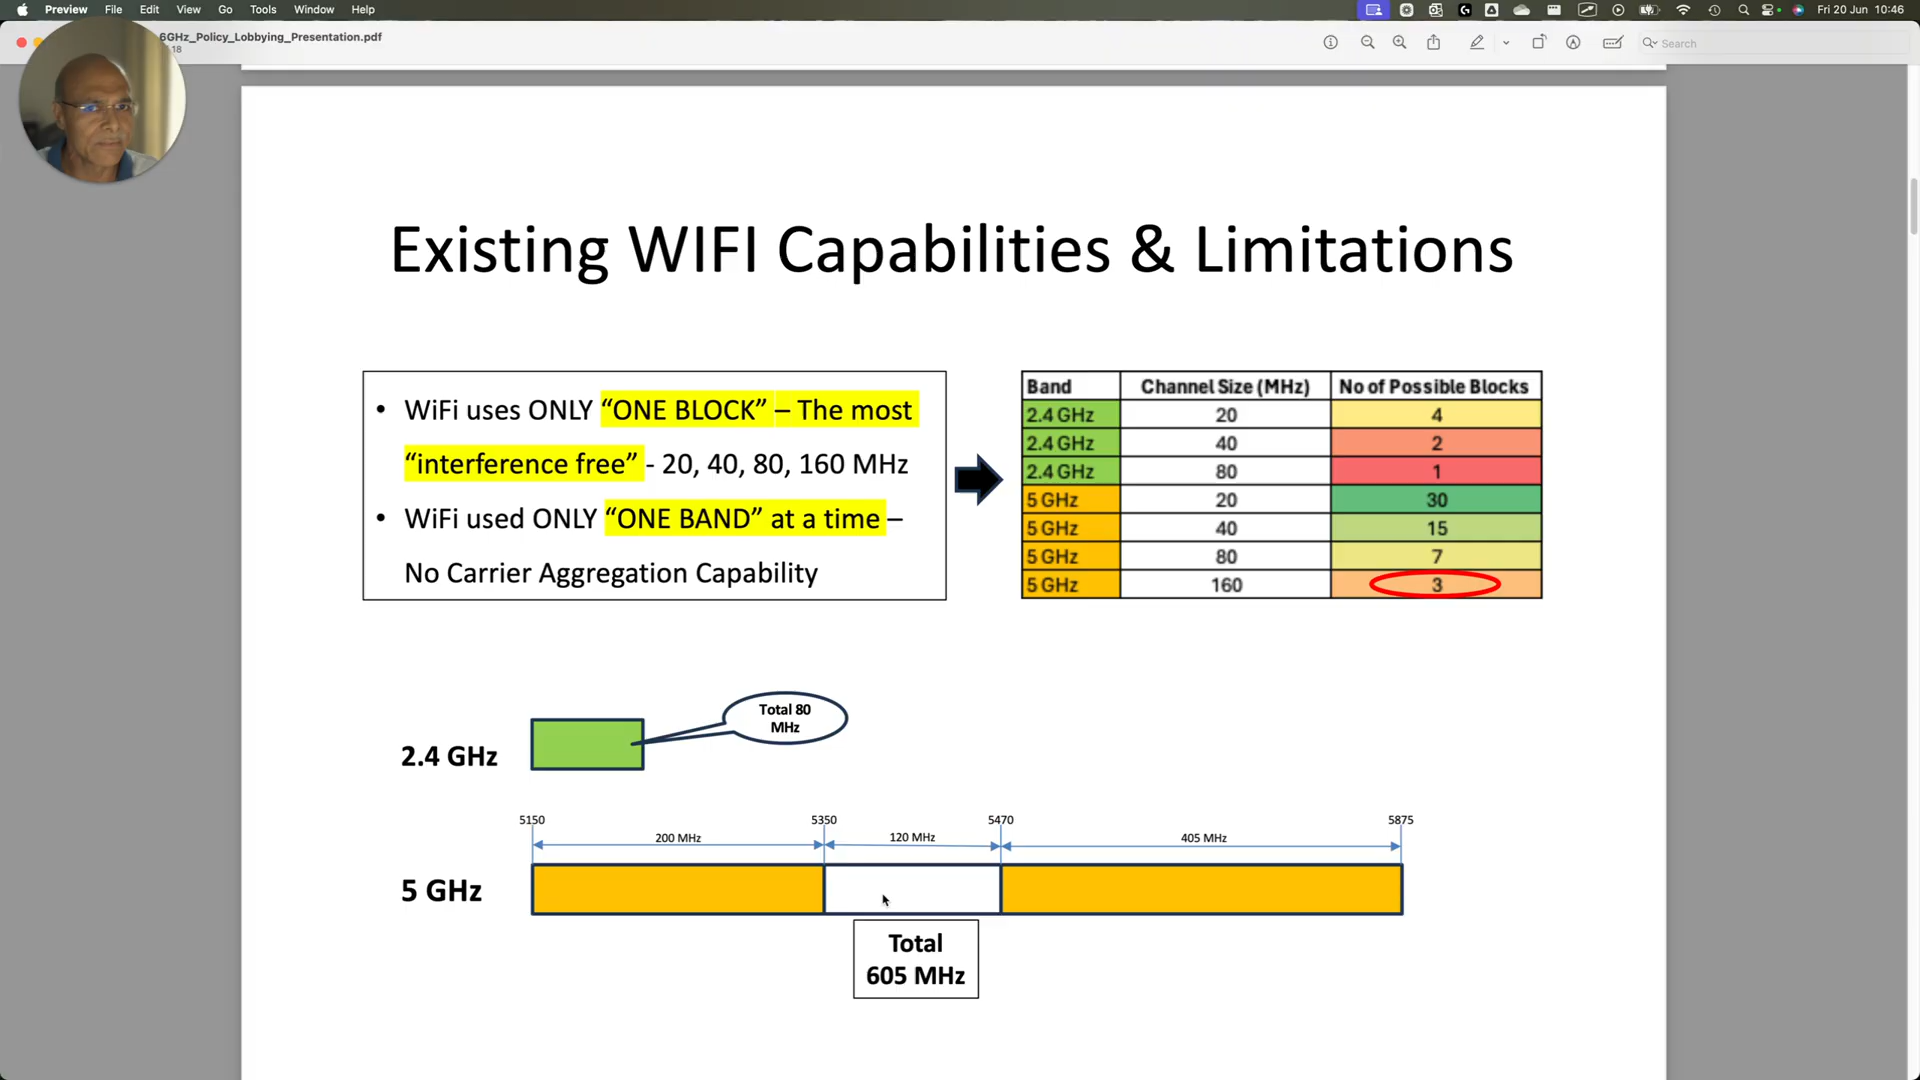 Preview File Edit View Go Tools Window Help
Fri 20 Jun 10:46
6GHz_Policy_Lobbying_Presentation.pdf
18
Search
Existing WIFI Capabilities & Limitations
• WiFi uses ONLY “ONE BLOCK” – The most
“interference free” - 20, 40, 80, 160 MHz
• WiFi used ONLY “ONE BAND” at a time –
No Carrier Aggregation Capability
Band Channel Size (MHz) No of Possible Blocks
2.4 GHz 20 4
2.4 GHz 40 2
2.4 GHz 80 1
5 GHz 20 30
5 GHz 40 15
5 GHz 80 7
5 GHz 160 3
Total 80
MHz
2.4 GHz
5150 5350 5470 5875
200 MHz 120 MHz 405 MHz
5 GHz
Total
605 MHz